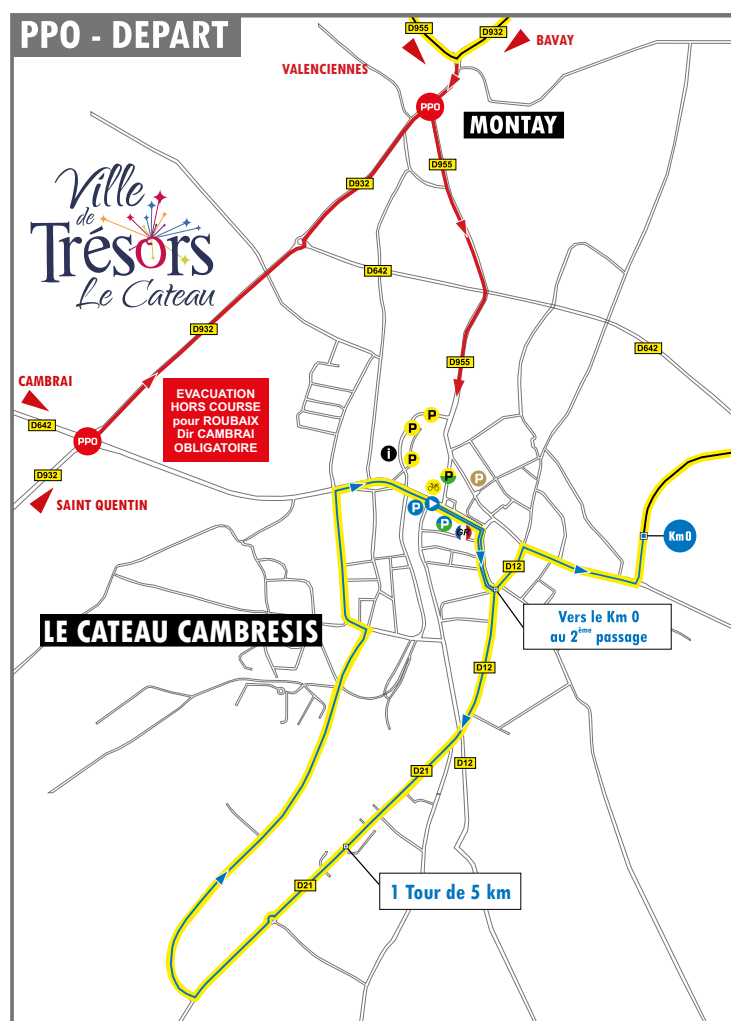 PPO - DEPART
D955
D932
BAVAY
VALENCIENNES
PPO
MONTAY
D955
D932
Ville
de
Trésors
Le Cateau
D642
D932
D642
D955
CAMBRAI
EVACUATION
HORS COURSE
pour ROUBAIX
Dir CAMBRAI
OBLIGATOIRE
D642
PPO
D932
SAINT QUENTIN
P
P
i
P
P
P
P
P
GR
Km 0
D12
Vers le Km 0
au 2ème passage
LE CATEAU CAMBRESIS
D12
D12
D21
D21
1 Tour de 5 km